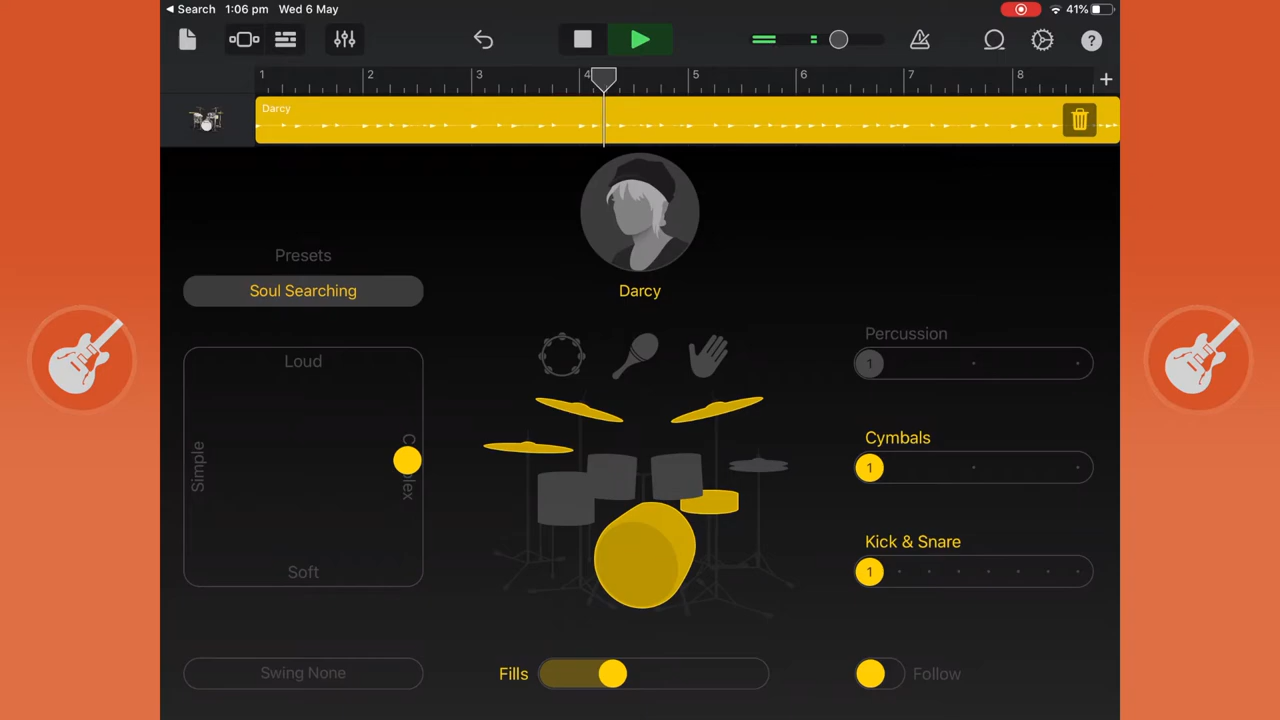 Search 1:06 pm Wed 6 May 41%
?
1 2 3 4 5 6 7 8 +
Darcy
Presets
Soul Searching
Darcy
Loud
Simple
Complex
Soft
Percussion
1
Cymbals
1
Kick & Snare
1
Swing None
Fills
Follow